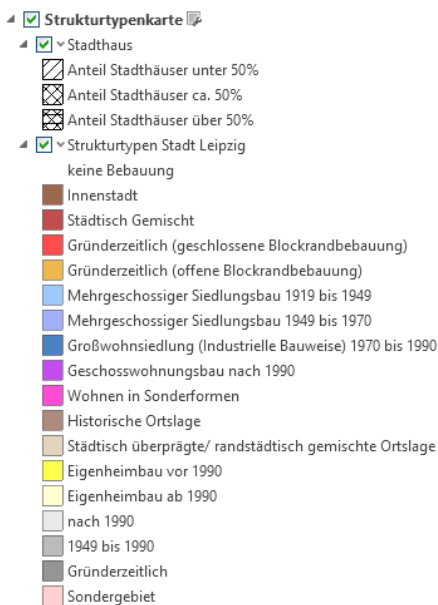 Strukturtypenkarte
Stadthaus
Anteil Stadthäuser unter 50%
Anteil Stadthäuser ca. 50%
Anteil Stadthäuser über 50%
Strukturtypen Stadt Leipzig
keine Bebauung
Innenstadt
Städtisch Gemischt
Gründerzeitlich (geschlossene Blockrandbebauung)
Gründerzeitlich (offene Blockrandbebauung)
Mehrgeschossiger Siedlungsbau 1919 bis 1949
Mehrgeschossiger Siedlungsbau 1949 bis 1970
Großwohnsiedlung (Industrielle Bauweise) 1970 bis 1990
Geschosswohnungsbau nach 1990
Wohnen in Sonderformen
Historische Ortslage
Städtisch überprägte/ randstädtisch gemischte Ortslage
Eigenheimbau vor 1990
Eigenheimbau ab 1990
nach 1990
1949 bis 1990
Gründerzeitlich
Sondergebiet